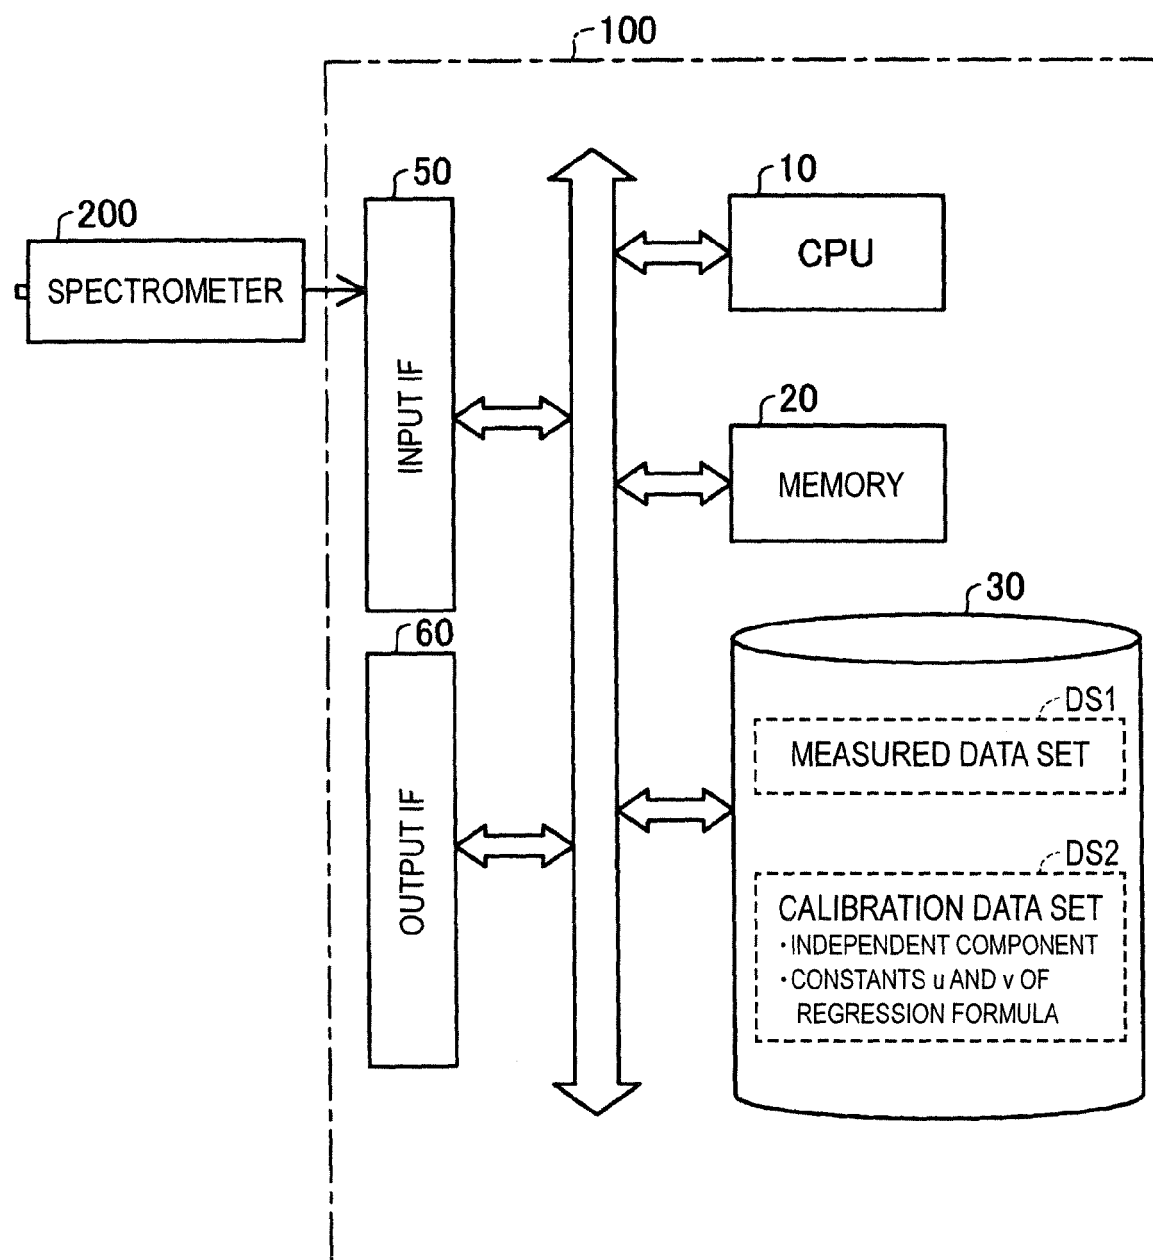 100
50
10
200
CPU
SPECTROMETER
INPUT IF
20
MEMORY
30
60
DS1
MEASURED DATA SET
OUTPUT IF
DS2
CALIBRATION DATA SET
・INDEPENDENT COMPONENT
・CONSTANTS u AND v OF
REGRESSION FORMULA